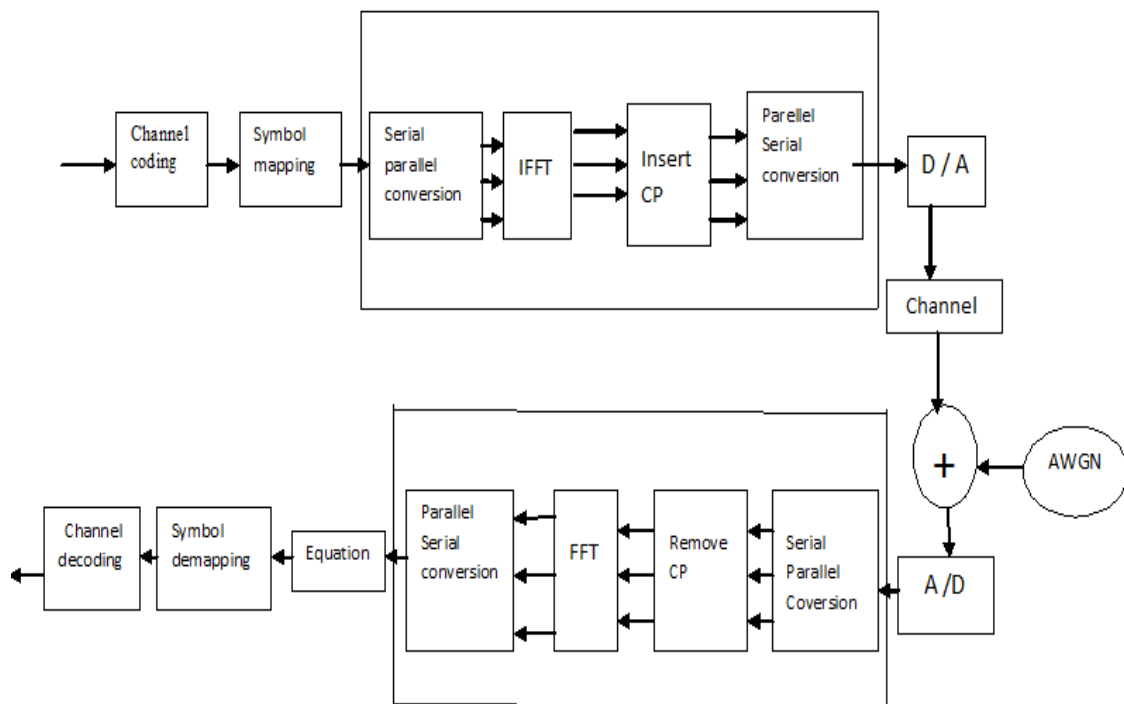 Channel
coding
Symbol
mapping
Serial
parallel
conversion
IFFT
Insert
CP
Parellel
Serial
conversion
D / A
Channel
+
AWGN
A /D
Serial
Parallel
Coversion
Remove
CP
FFT
Parallel
Serial
conversion
Equation
Symbol
demapping
Channel
decoding